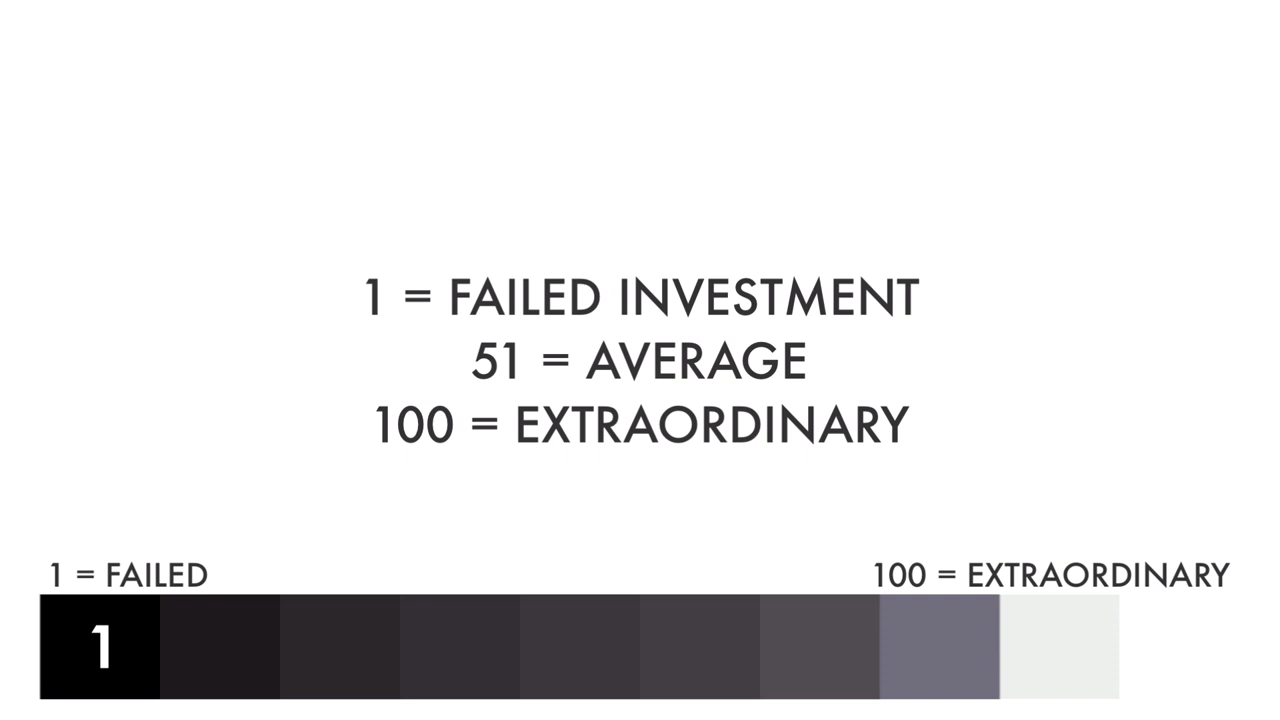 1 = FAILED INVESTMENT
51 = AVERAGE
100 = EXTRAORDINARY
1 = FAILED
100 = EXTRAORDINARY
1